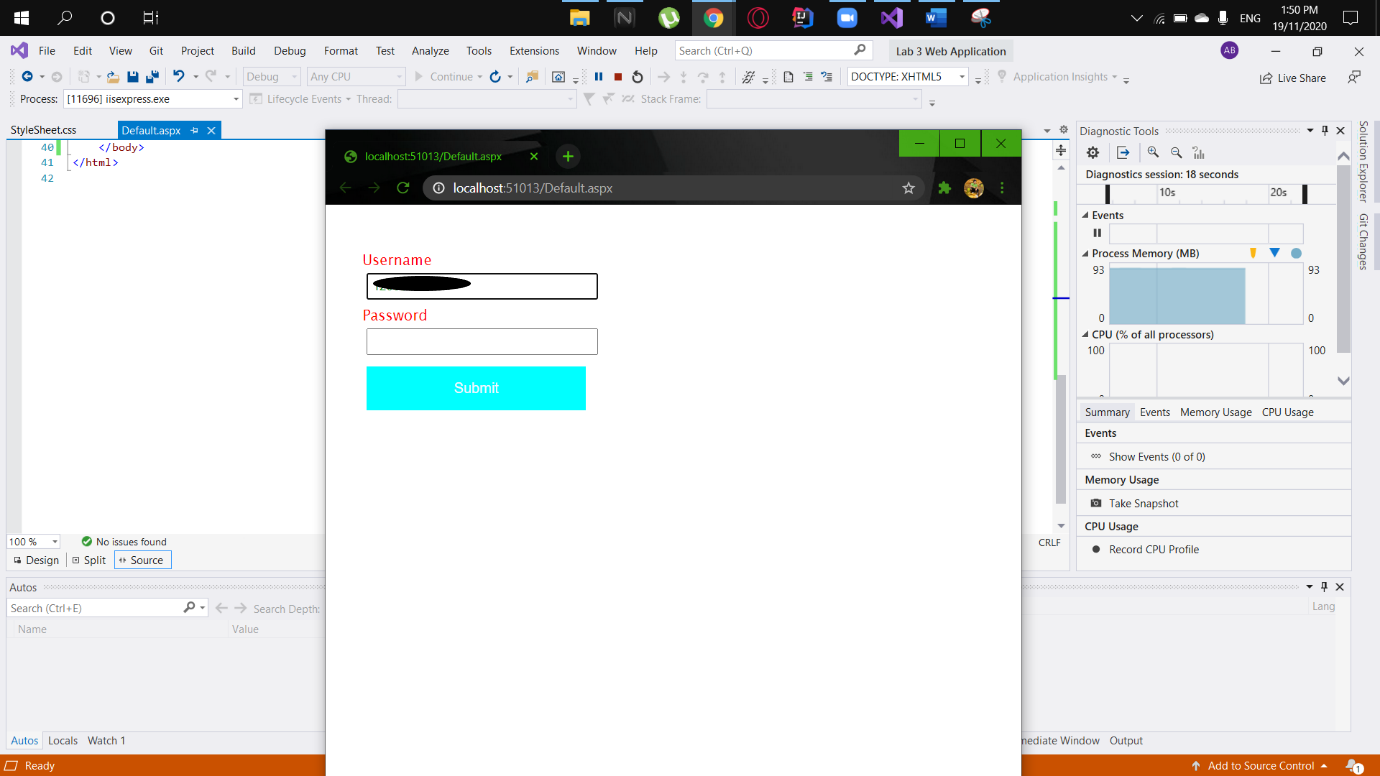 ENG
1:50 PM
19/11/2020
File Edit View Git Project Build Debug Format Test Analyze Tools Extensions Window Help Search (Ctrl+Q) Lab 3 Web Application AB
Debug Any CPU Continue DOCTYPE: XHTML5 Application Insights Live Share
Process: [11696] iisexpress.exe Lifecycle Events Thread: Stack Frame:
StyleSheet.css Default.aspx
40 </body>
41 </html>
42
localhost:51013/Default.aspx
localhost:51013/Default.aspx
Username
Password
Submit
Diagnostic Tools
Diagnostics session: 18 seconds
10s 20s
Events
Process Memory (MB)
93 93
0 0
CPU (% of all processors)
100 100
Summary Events Memory Usage CPU Usage
Events
Show Events (0 of 0)
Memory Usage
Take Snapshot
CPU Usage
Record CPU Profile
Solution Explorer
Git Changes
100 % No issues found CRLF
Design Split Source
Autos
Search (Ctrl+E) Search Depth:
Name Value Lang
Autos Locals Watch 1 mediate Window Output
Ready Add to Source Control 1